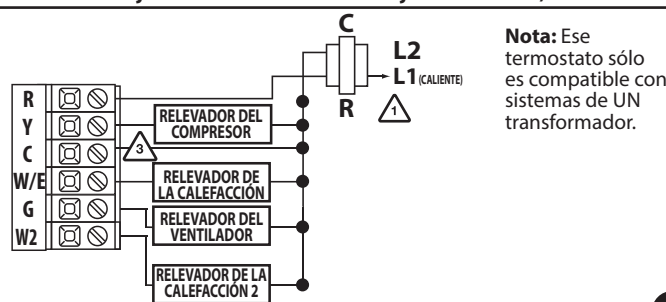 C
L2
L1 (CALIENTE)
R
1
Nota: Ese
termostato sólo
es compatible con
sistemas de UN
transformador.
R
Y
C
W/E
G
W2
RELEVADOR DEL
COMPRESOR
3
RELEVADOR DE
LA CALEFACCIÓN
RELEVADOR DEL
VENTILADOR
RELEVADOR DE LA
CALEFACCIÓN 2